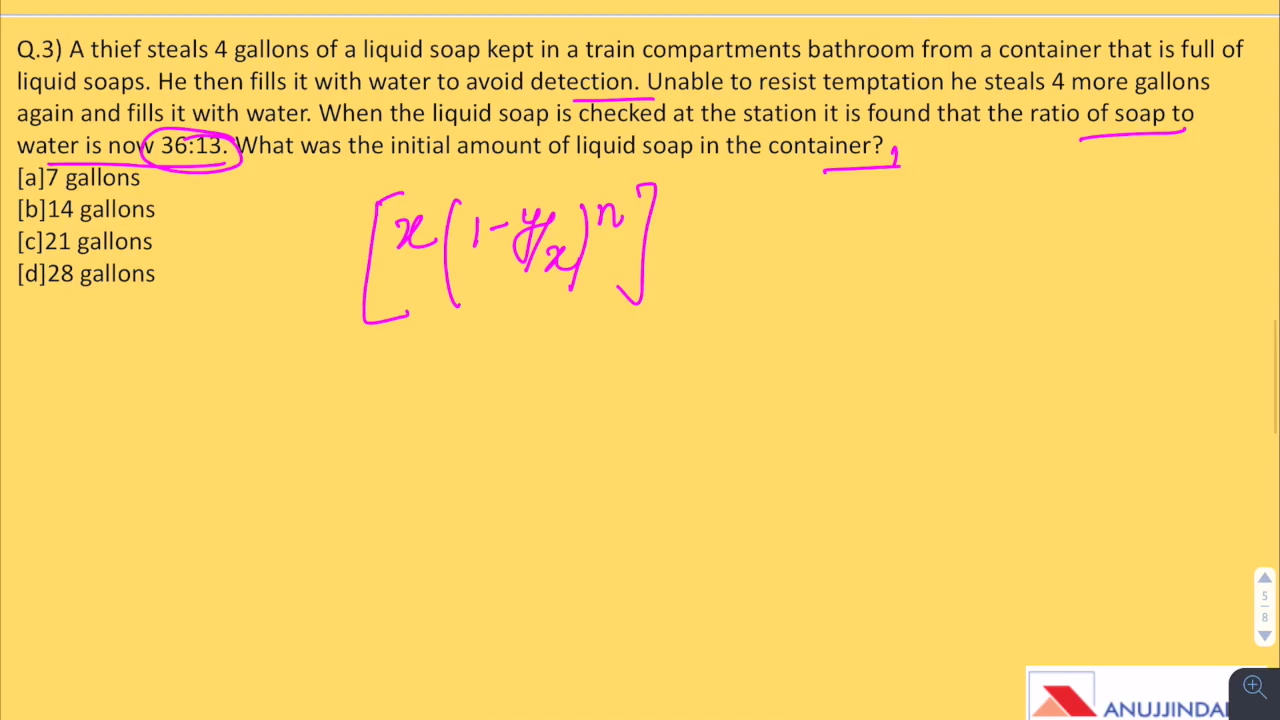 Q.3) A thief steals 4 gallons of a liquid soap kept in a train compartments bathroom from a container that is full of
liquid soaps. He then fills it with water to avoid detection. Unable to resist temptation he steals 4 more gallons
again and fills it with water. When the liquid soap is checked at the station it is found that the ratio of soap to
water is now 36:13. What was the initial amount of liquid soap in the container?
[a]7 gallons
[b]14 gallons
[c]21 gallons
[d]28 gallons
[x(1-y/x)^n]
5
8
ANUJJINDA